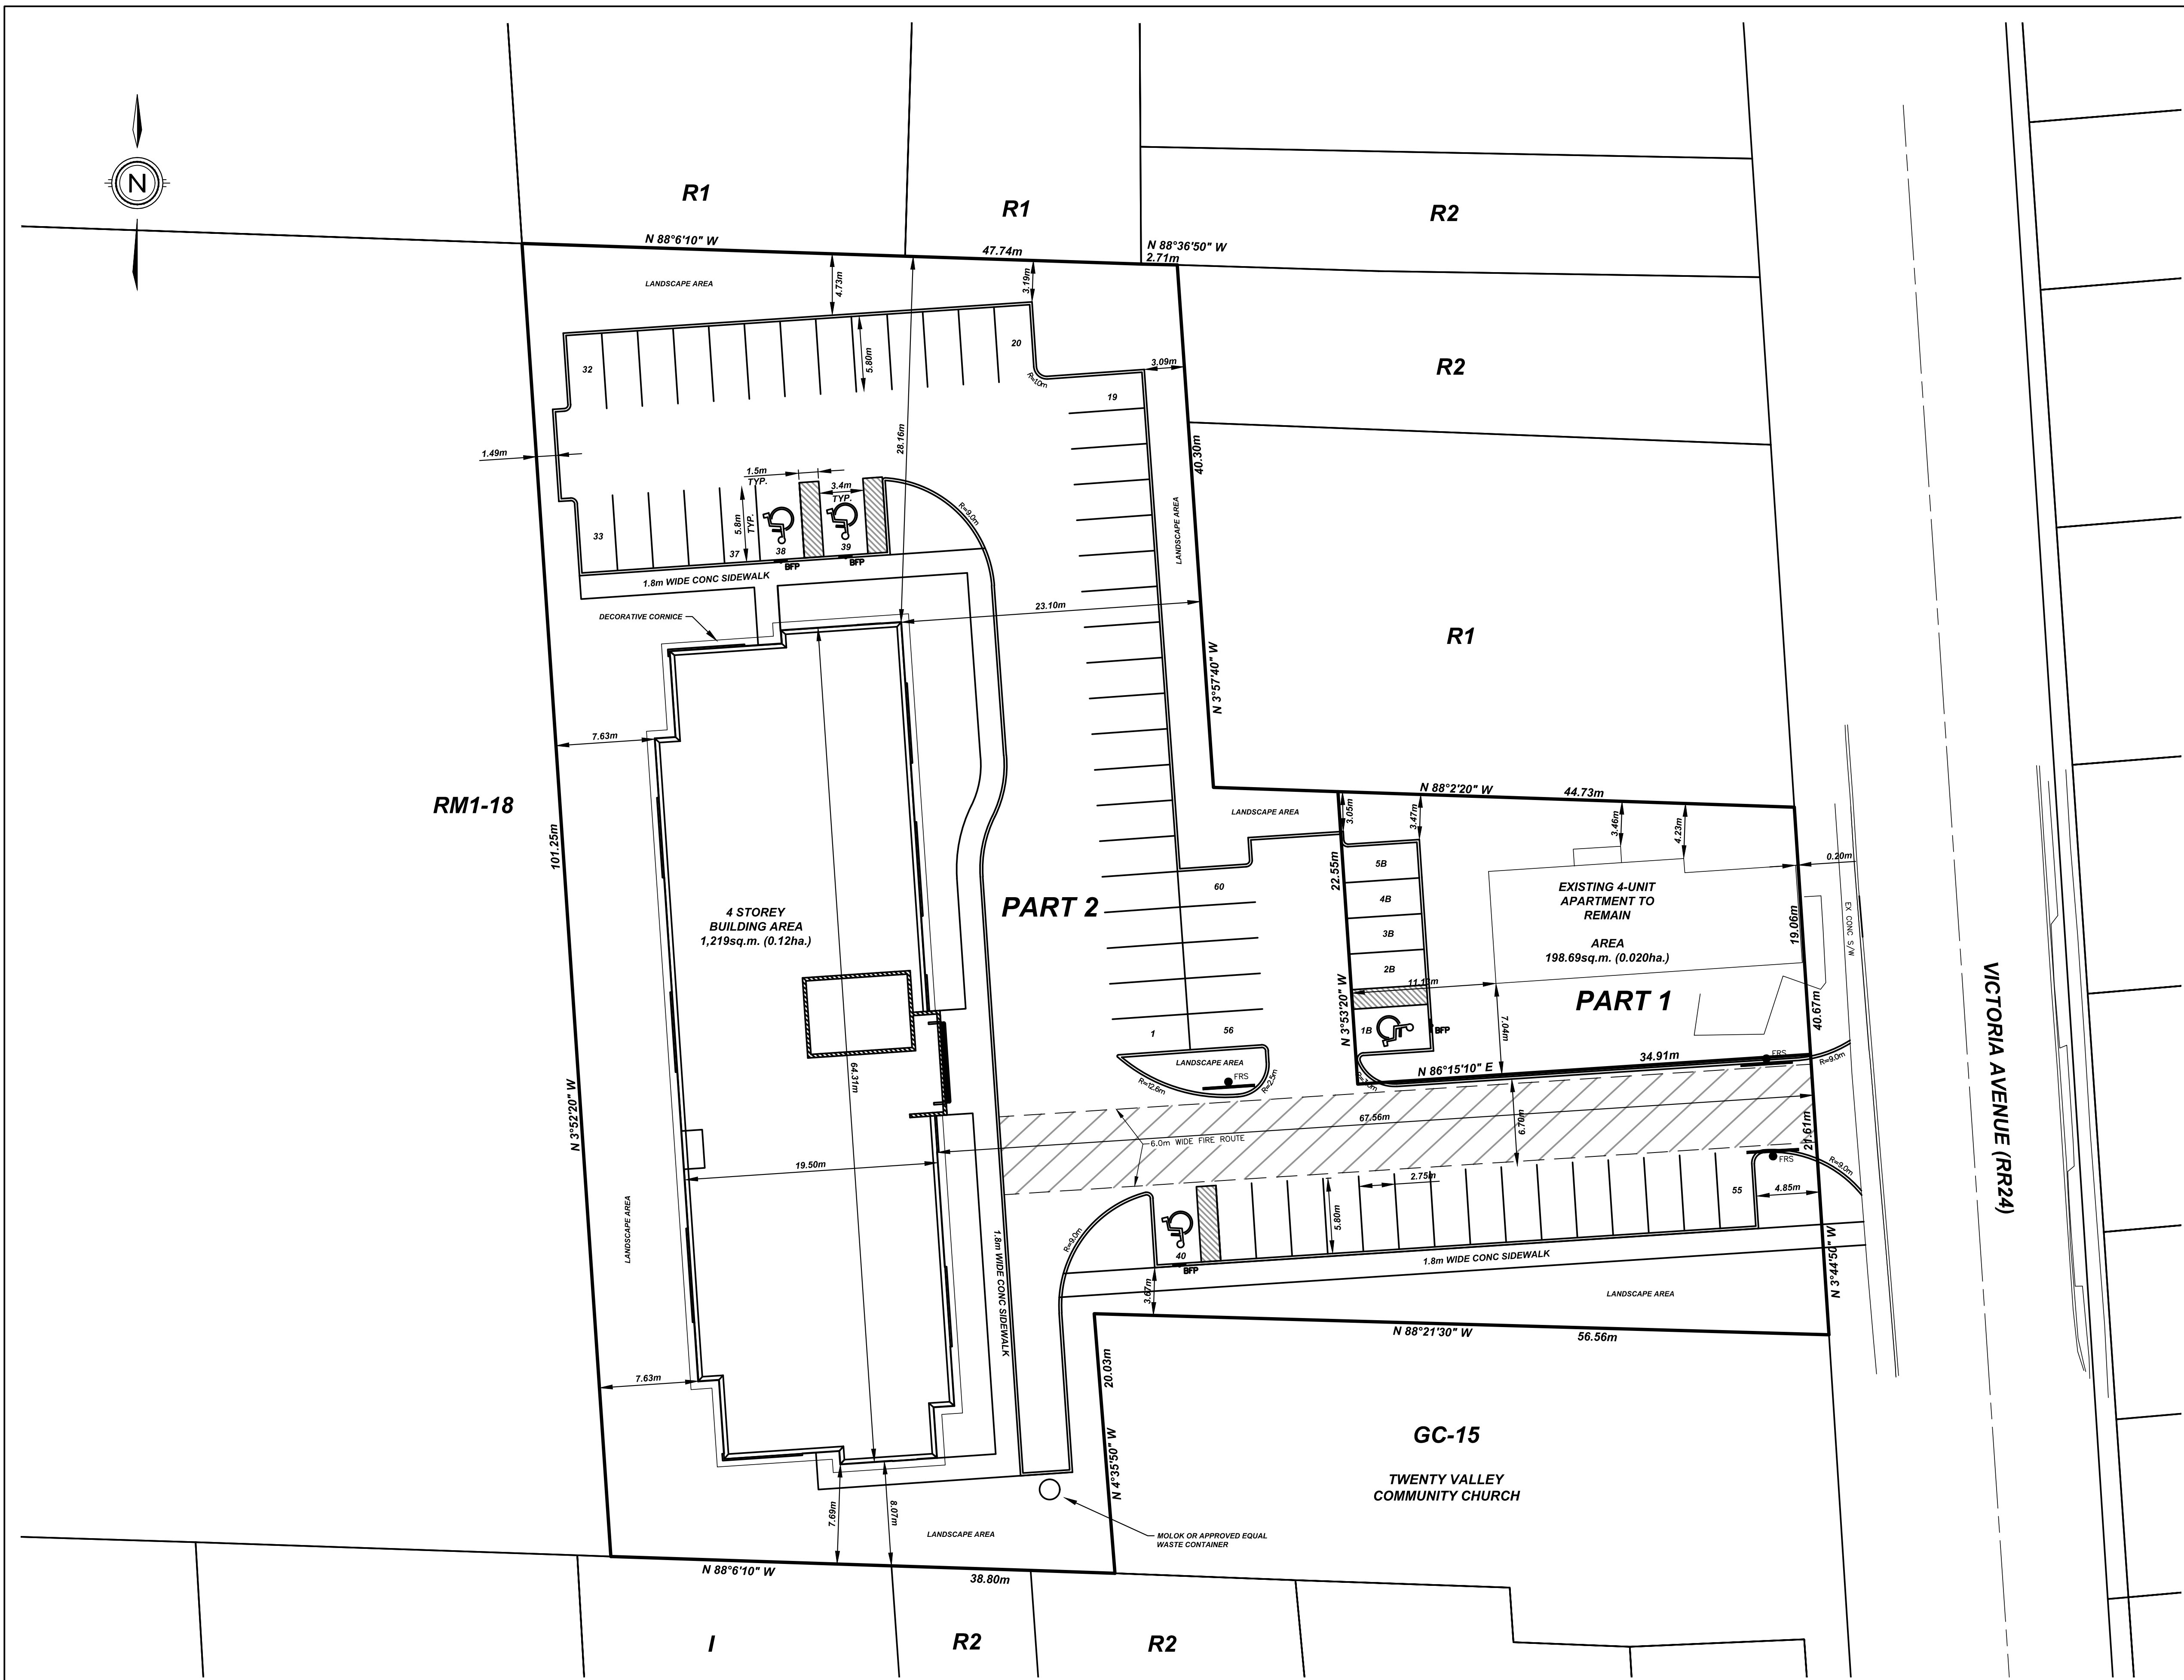 N
R1
R1
R2
N 88°6'10" W
47.74m
N 88°36'50" W
2.71m
LANDSCAPE AREA
4.73m
3.19m
20
32
5.80m
R=1.0m
3.09m
R2
19
28.16m
40.30m
1.49m
1.5m
TYP.
3.4m
TYP.
5.8m
TYP.
R=9.0m
LANDSCAPE AREA
33
37
38
39
BFP
BFP
1.8m WIDE CONC SIDEWALK
DECORATIVE CORNICE
23.10m
R1
N 3°57'40" W
7.63m
RM1-18
101.25m
N 88°2'20" W
44.73m
LANDSCAPE AREA
3.05m
3.47m
3.46m
4.23m
0.20m
22.55m
5B
4B
3B
2B
1B
BFP
60
EXISTING 4-UNIT
APARTMENT TO
REMAIN
AREA
198.69sq.m. (0.020ha.)
19.06m
EX CONC S/W
PART 2
4 STOREY
BUILDING AREA
1,219sq.m. (0.12ha.)
11.13m
PART 1
N 3°53'20" W
7.04m
40.67m
VICTORIA AVENUE (RR24)
1
56
LANDSCAPE AREA
FRS
R=12.6m
R=2.5m
64.31m
34.91m
N 86°15'10" E
FRS
R=9.0m
67.56m
6.0m WIDE FIRE ROUTE
6.70m
21.61m
N 3°52'20" W
19.50m
FRS
R=9.0m
2.75m
55
4.85m
5.80m
40
BFP
R=9.0m
1.8m WIDE CONC SIDEWALK
LANDSCAPE AREA
1.8m WIDE CONC SIDEWALK
3.67m
LANDSCAPE AREA
N 3°44'50" W
N 88°21'30" W
56.56m
20.03m
7.63m
GC-15
TWENTY VALLEY
COMMUNITY CHURCH
N 4°35'50" W
7.69m
8.07m
LANDSCAPE AREA
MOLOK OR APPROVED EQUAL
WASTE CONTAINER
N 88°6'10" W
38.80m
I
R2
R2